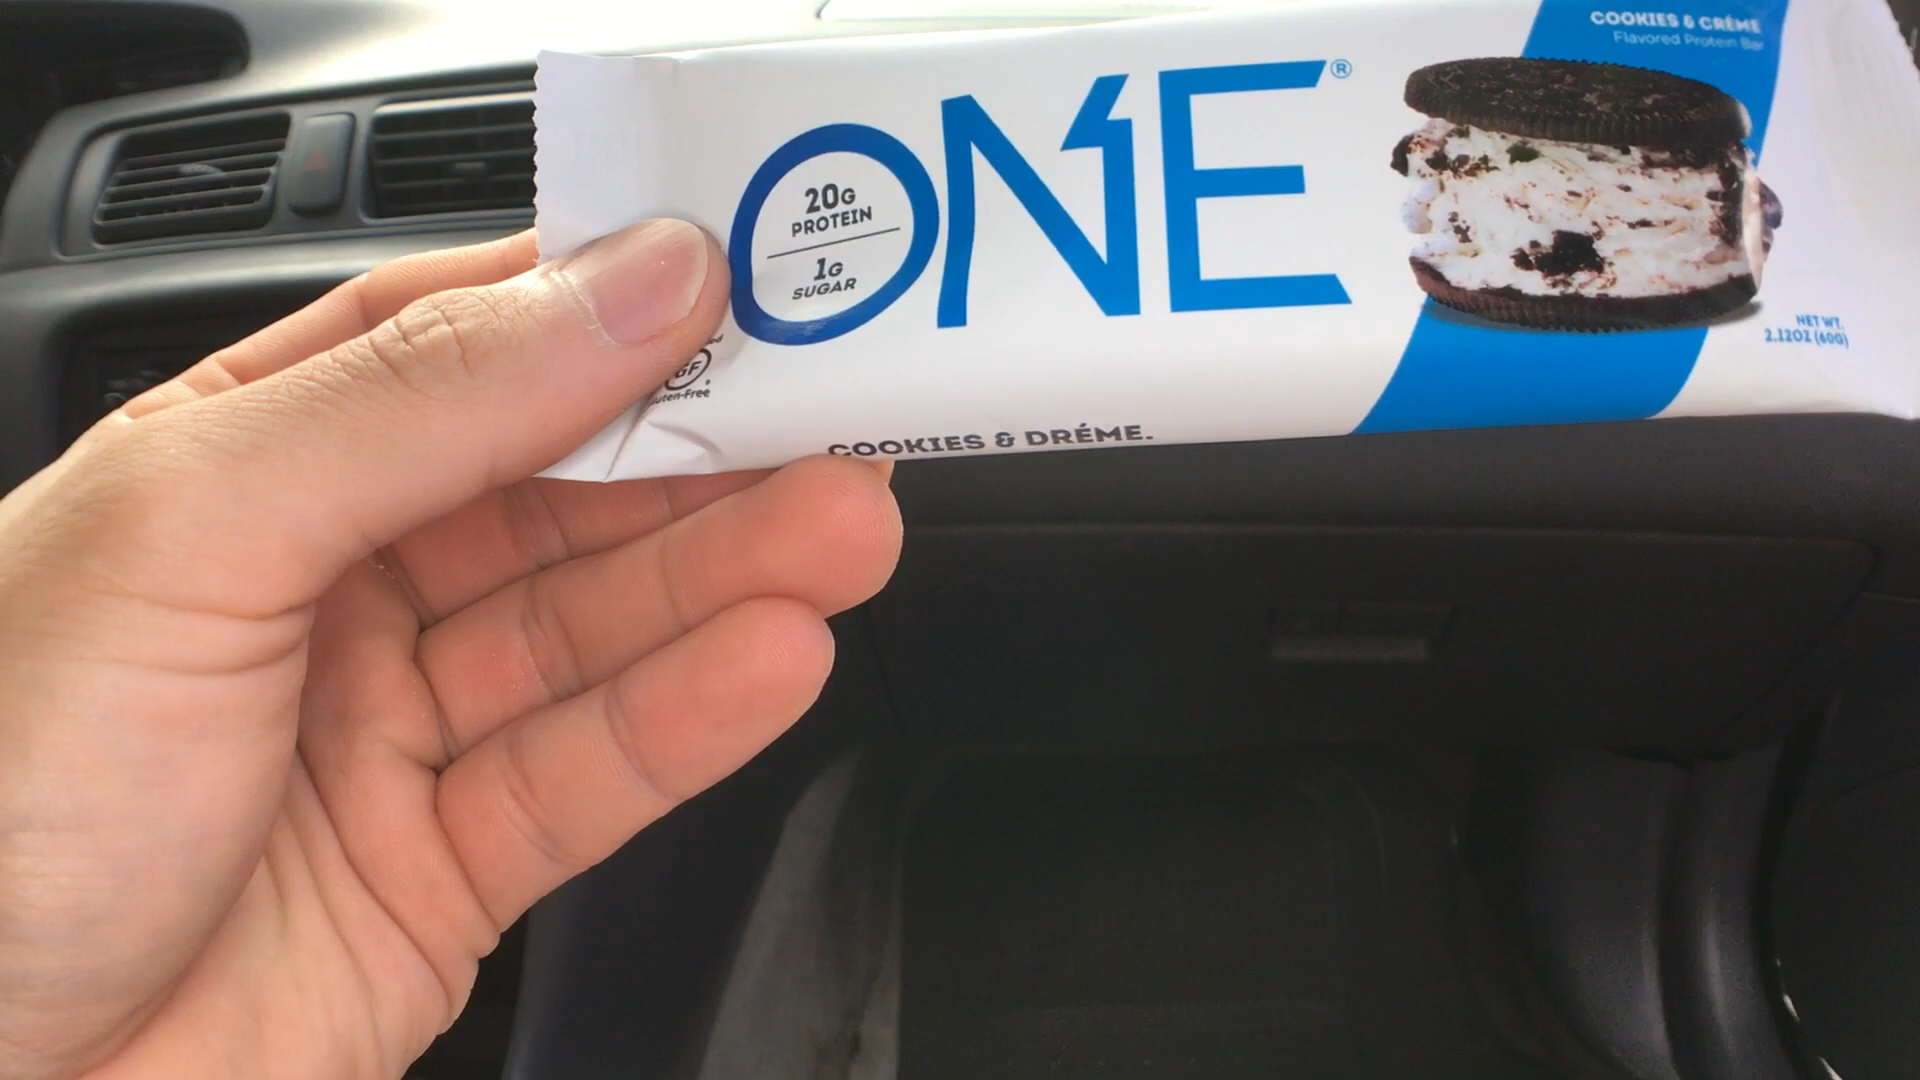 COOKIES & CRÉME
Flavored Protein Bar
ONE®
20G
PROTEIN
1G
SUGAR
NET WT.
2.12OZ (60G)
GF
uten-Free
COOKIES & DRÉME.